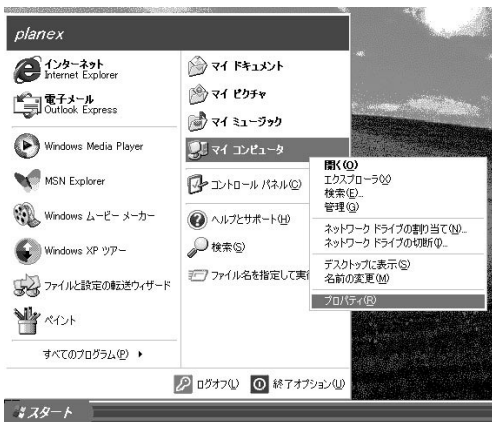 planex
インターネット
Internet Explorer
電子メール
Outlook Express
Windows Media Player
MSN Explorer
Windows ムービー メーカー
Windows XP ツアー
ファイルと設定の転送ウィザード
ペイント
すべてのプログラム(P)
マイ ドキュメント
マイ ピクチャ
マイ ミュージック
マイ コンピュータ
コントロール パネル(C)
ヘルプとサポート(H)
検索(S)
ファイル名を指定して実行
開く(O)
エクスプローラ(X)
検索(E)...
管理(G)
ネットワーク ドライブの割り当て(N)...
ネットワーク ドライブの切断(I)...
デスクトップに表示(S)
名前の変更(M)
プロパティ(R)
ログオフ(L)
終了オプション(U)
スタート